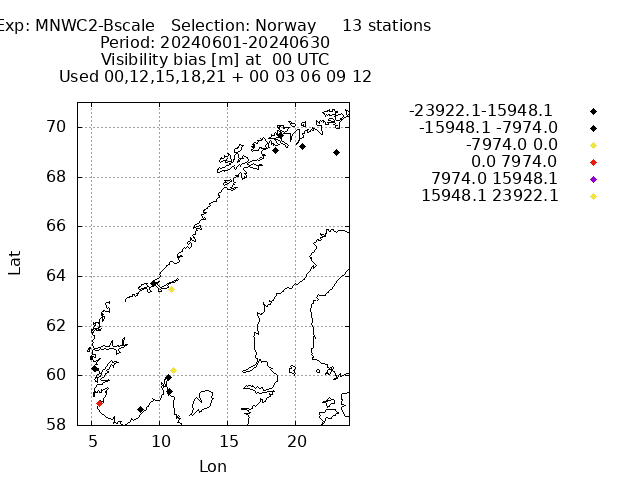 Exp: MNWC2-Bscale   Selection: Norway     13 stations
Period: 20240601-20240630
Visibility bias [m] at  00 UTC
Used 00,12,15,18,21 + 00 03 06 09 12
-23922.1-15948.1
-15948.1 -7974.0
-7974.0 0.0
0.0 7974.0
7974.0 15948.1
15948.1 23922.1
70
68
66
64
62
60
58
Lat
5 10 15 20
Lon